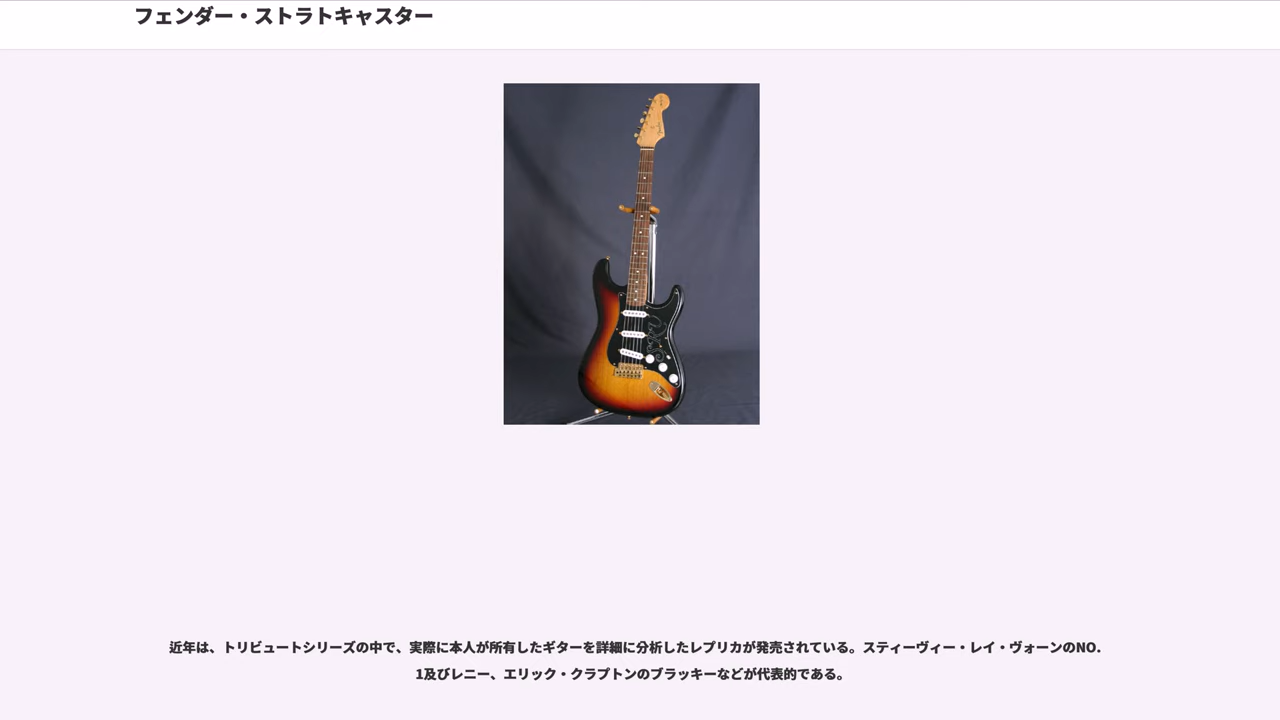 フェンダー・ストラトキャスター
近年は、トリビュートシリーズの中で、実際に本人が所有したギターを詳細に分析したレプリカが発売されている。スティーヴィー・レイ・ヴォーンのNO.
1及びレニー、エリック・クラプトンのブラッキーなどが代表的である。